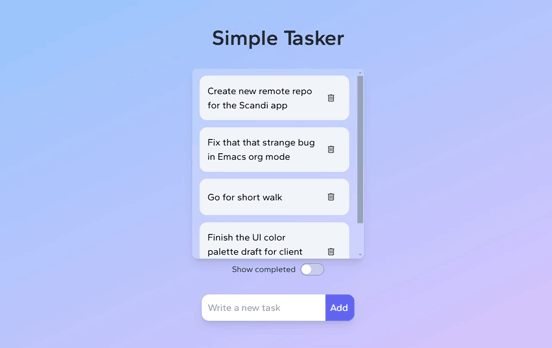 Simple Tasker
Create new remote repo
for the Scandi app
Fix that that strange bug
in Emacs org mode
Go for short walk
Finish the UI color
palette draft for client
Show completed
Write a new task
Add